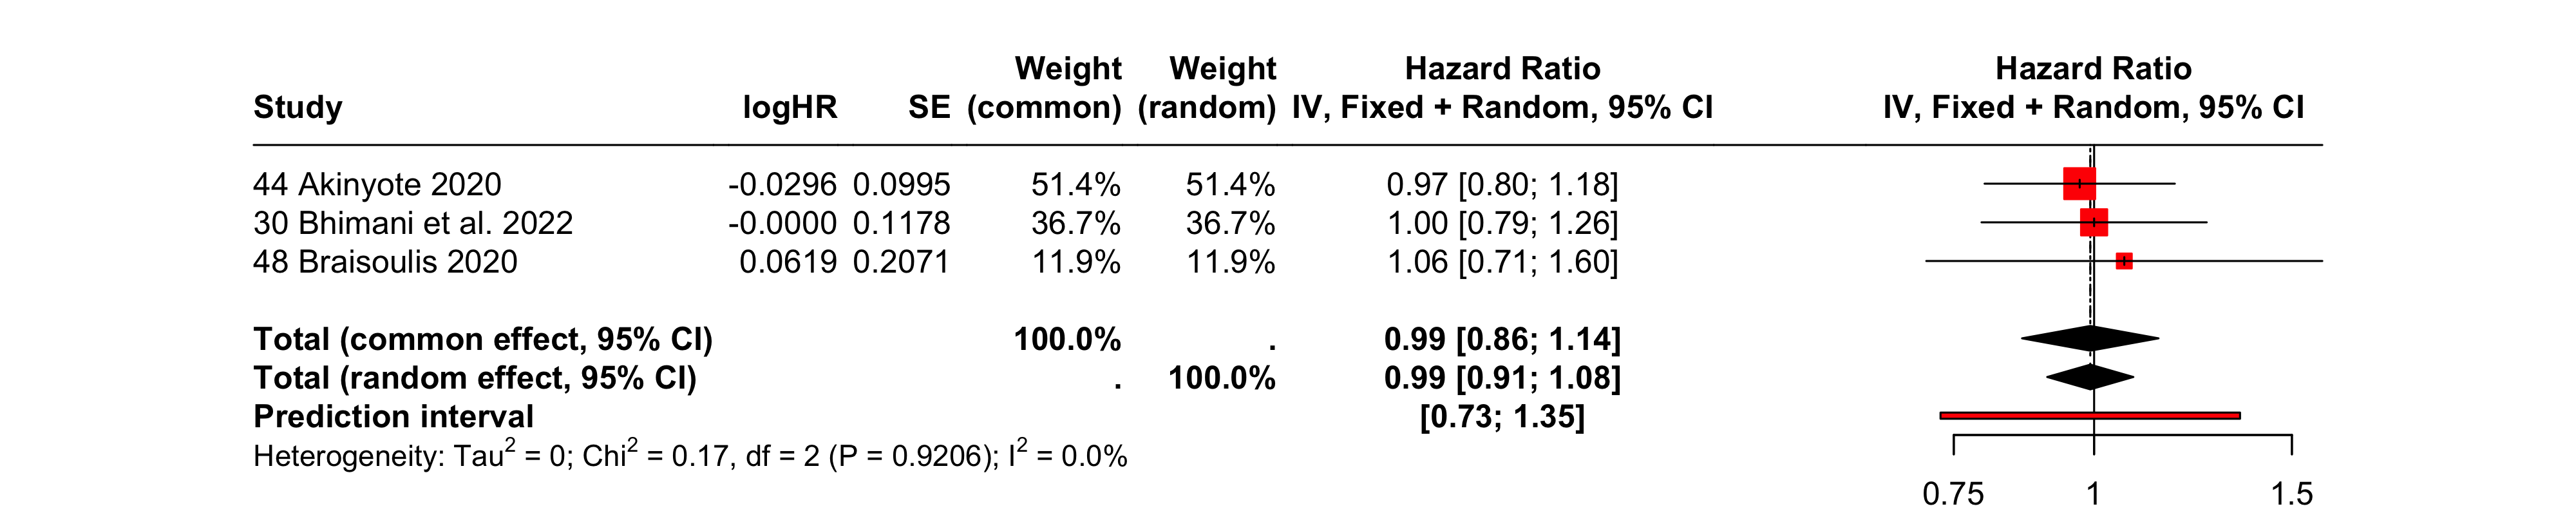 Weight Weight Hazard Ratio Hazard Ratio
Study logHR SE (common) (random) IV, Fixed + Random, 95% CI IV, Fixed + Random, 95% CI
44 Akinyote 2020 -0.0296 0.0995 51.4% 51.4% 0.97 [0.80; 1.18]
30 Bhimani et al. 2022 -0.0000 0.1178 36.7% 36.7% 1.00 [0.79; 1.26]
48 Braisoulis 2020 0.0619 0.2071 11.9% 11.9% 1.06 [0.71; 1.60]
Total (common effect, 95% CI) 100.0% . 0.99 [0.86; 1.14]
Total (random effect, 95% CI) . 100.0% 0.99 [0.91; 1.08]
Prediction interval [0.73; 1.35]
Heterogeneity: Tau² = 0; Chi² = 0.17, df = 2 (P = 0.9206); I² = 0.0%
0.75 1 1.5